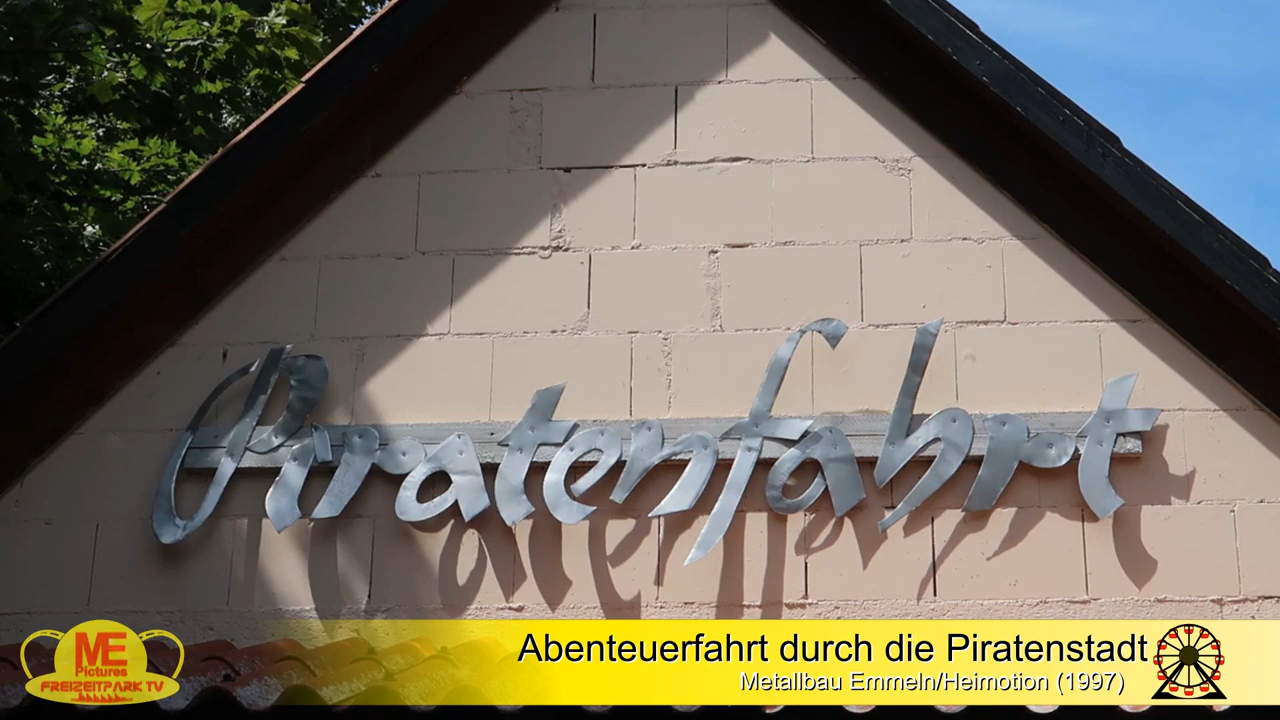 Piratenfahrt
Abenteuerfahrt durch die Piratenstadt
Metallbau Emmeln/Heimotion (1997)
ME
Pictures
FREIZEITPARK TV